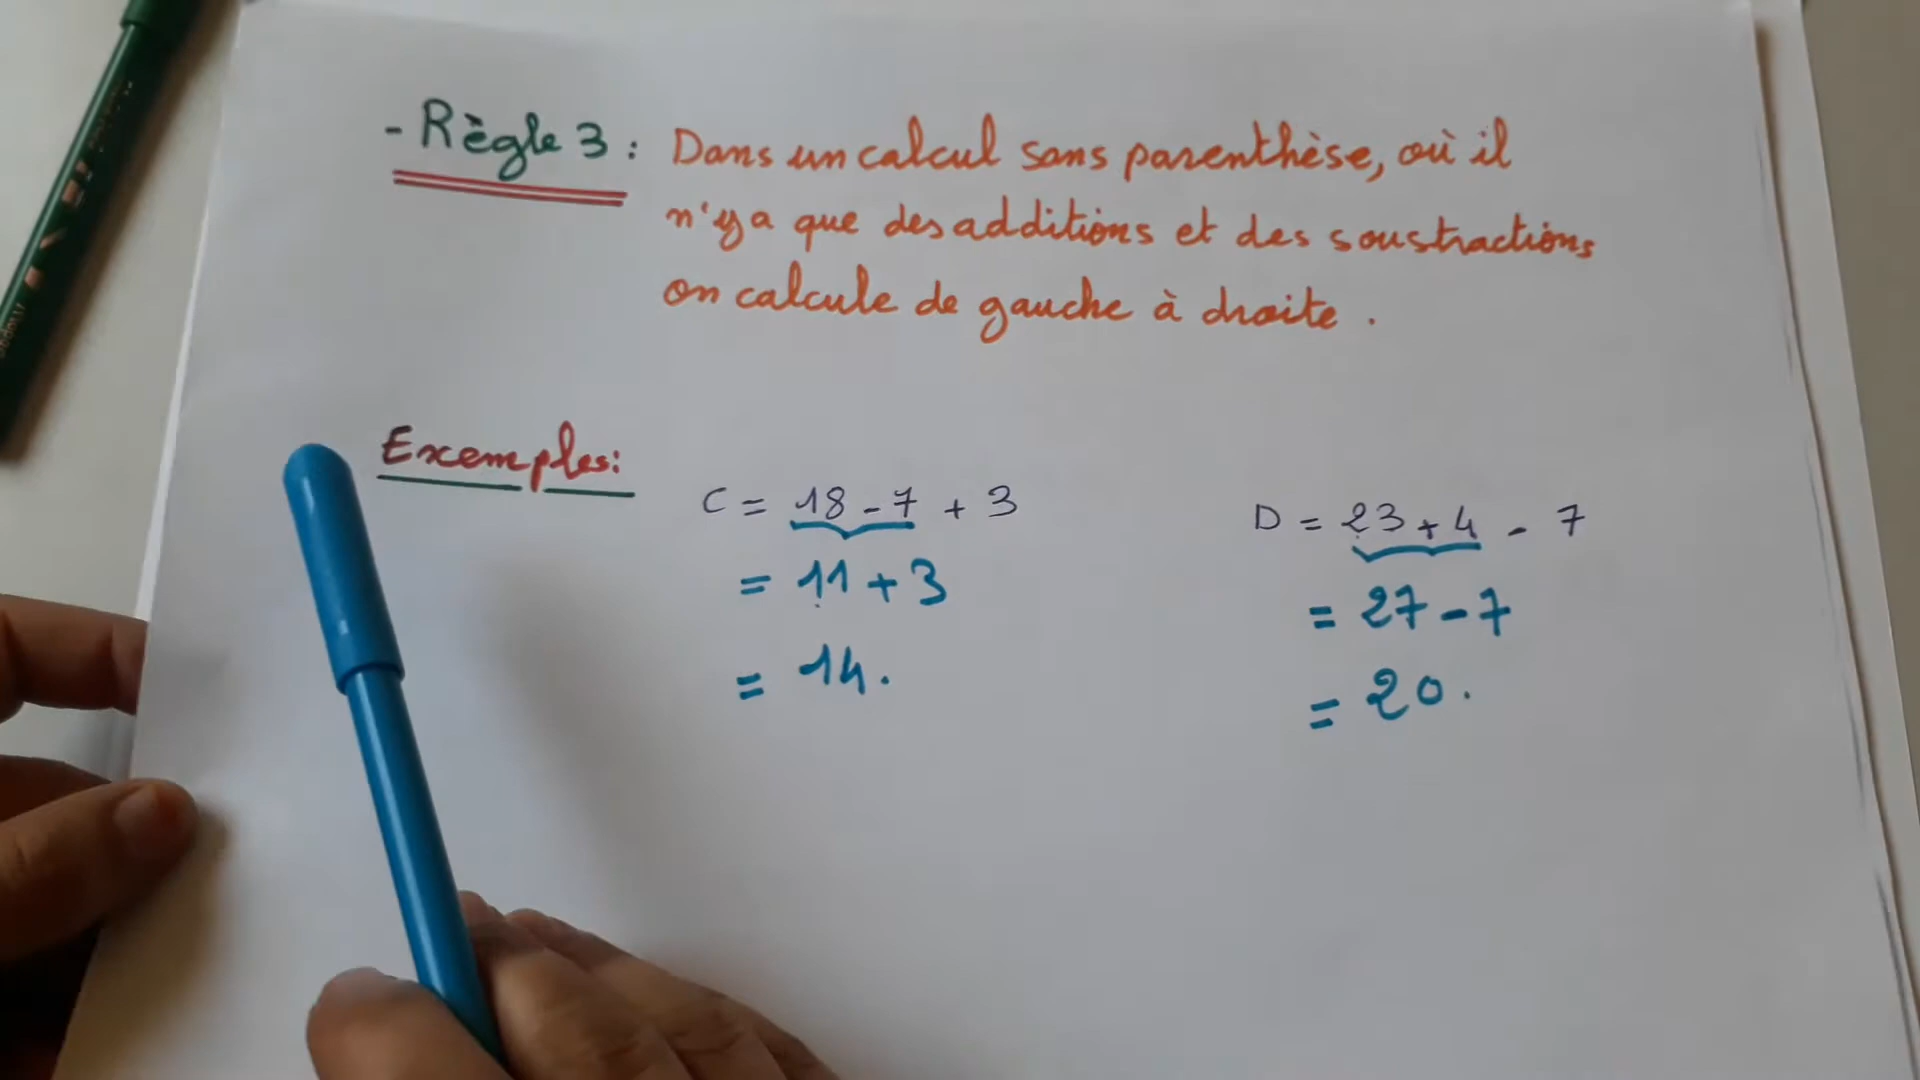 - Règle 3 : Dans un calcul sans parenthèse, où il
n'y a que des additions et des soustractions
on calcule de gauche à droite .
Exemples:
C = 18 - 7 + 3
= 11 + 3
= 14.
D = 23 + 4 - 7
= 27 - 7
= 20.